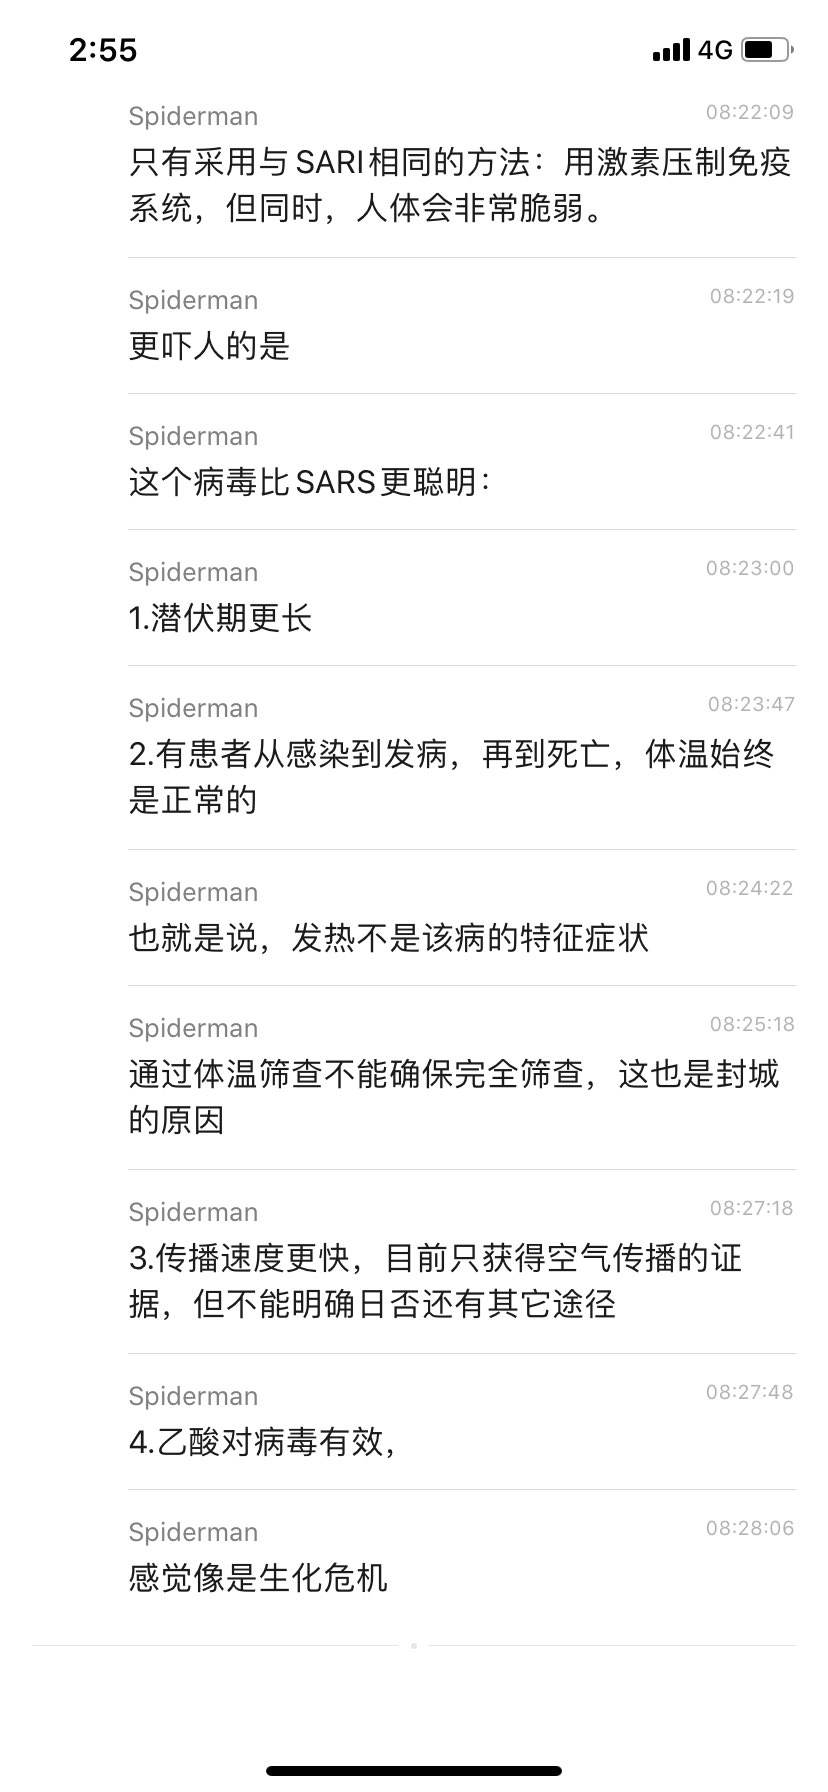 2:55
4G
Spiderman
08:22:09
只有采用与SARI相同的方法：用激素压制免疫
系统，但同时，人体会非常脆弱。
Spiderman
08:22:19
更吓人的是
Spiderman
08:22:41
这个病毒比SARS更聪明：
Spiderman
08:23:00
1.潜伏期更长
Spiderman
08:23:47
2.有患者从感染到发病，再到死亡，体温始终
是正常的
Spiderman
08:24:22
也就是说，发热不是该病的特征症状
Spiderman
08:25:18
通过体温筛查不能确保完全筛查，这也是封城
的原因
Spiderman
08:27:18
3.传播速度更快，目前只获得空气传播的证
据，但不能明确日否还有其它途径
Spiderman
08:27:48
4.乙酸对病毒有效，
Spiderman
08:28:06
感觉像是生化危机